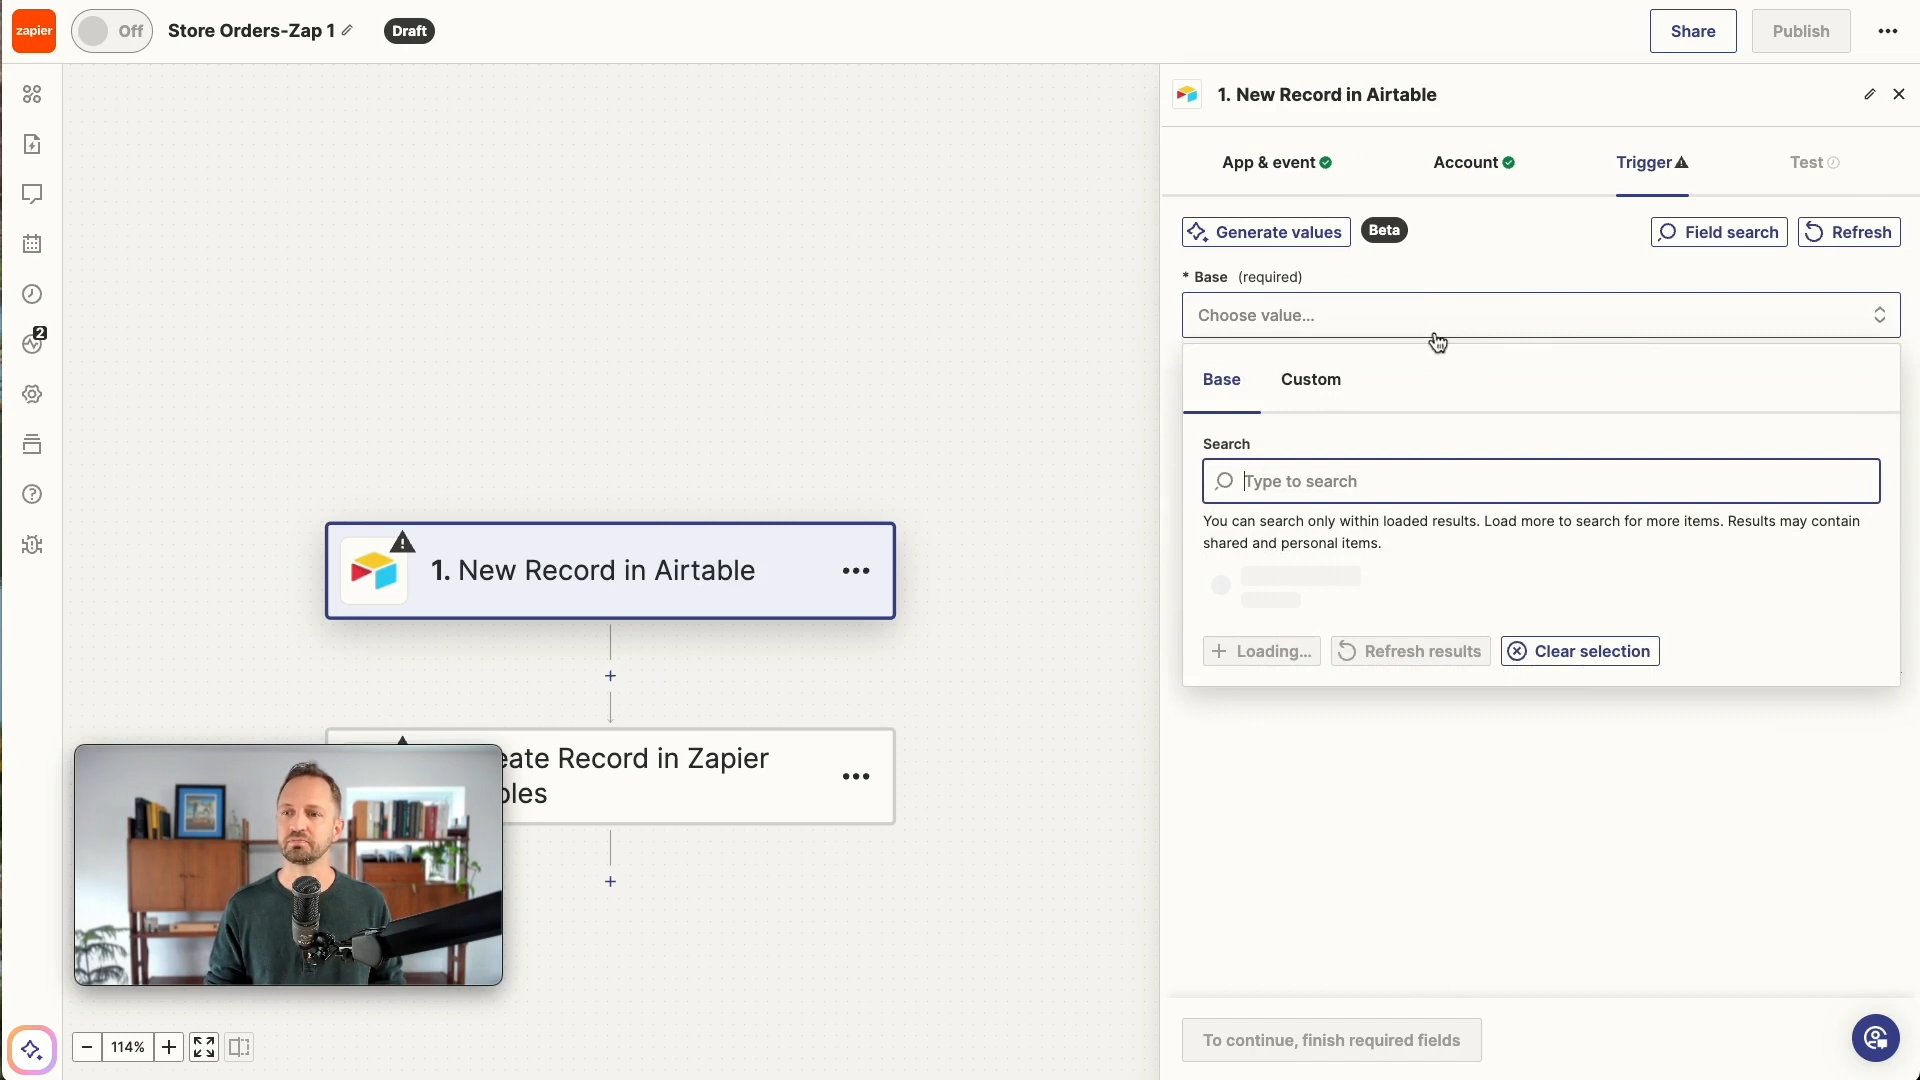 zapier
Off
Store Orders-Zap 1
Draft
Share
Publish
1. New Record in Airtable
App & event
Account
Trigger
Test
Generate values
Beta
Field search
Refresh
* Base (required)
Choose value...
Base
Custom
Search
Type to search
You can search only within loaded results. Load more to search for more items. Results may contain
shared and personal items.
Loading...
Refresh results
Clear selection
2
1. New Record in Airtable
eate Record in Zapier
bles
114%
To continue, finish required fields